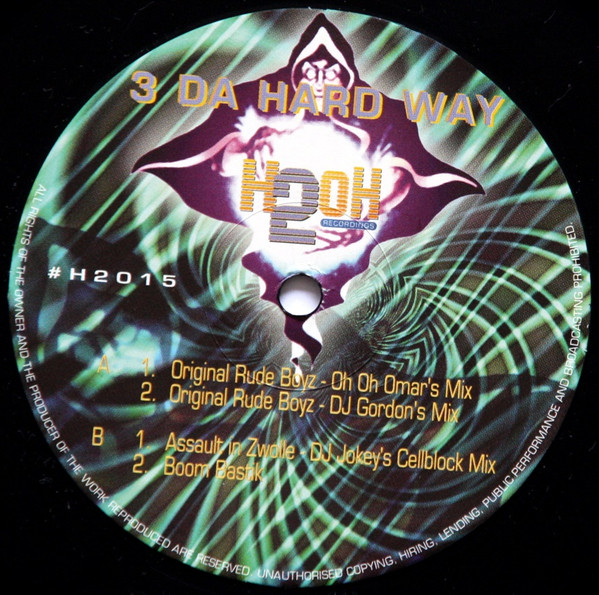 3 DA HARD WAY
H2OH
RECORDINGS
#H2015
A 1. Original Rude Boyz - Oh Oh Omar's Mix
2. Original Rude Boyz - DJ Gordon's Mix
B 1 Assault in Zwolle - DJ Jokey's Cellblock Mix
2. Boom Bastik
ALL RIGHTS OF THE OWNER AND THE PRODUCER OF THE WORK REPRODUCED ARE RESERVED. UNAUTHORISED COPYING, HIRING, LENDING, PUBLIC PERFORMANCE AND BROADCASTING PROHIBITED.